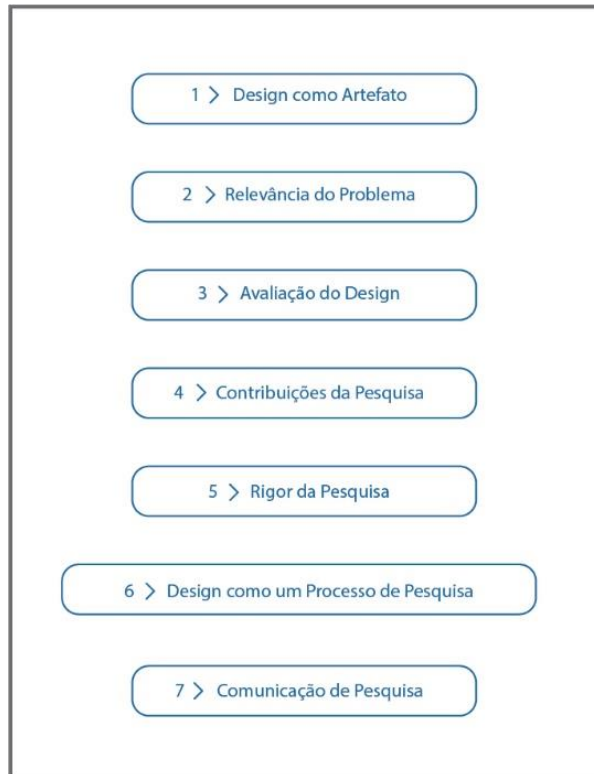 1 > Design como Artefato
2 > Relevância do Problema
3 > Avaliação do Design
4 > Contribuições da Pesquisa
5 > Rigor da Pesquisa
6 > Design como um Processo de Pesquisa
7 > Comunicação de Pesquisa